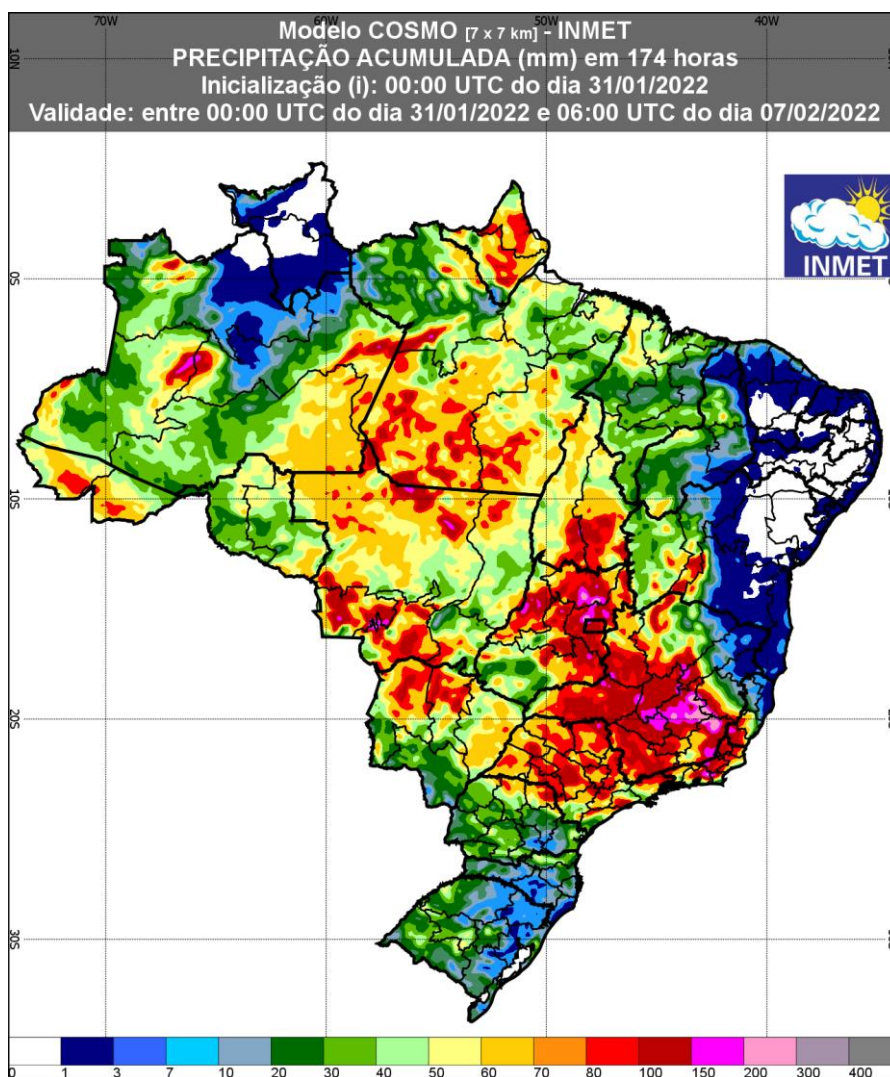 70W 60W 50W 40W
Modelo COSMO [7 x 7 km] - INMET
PRECIPITAÇÃO ACUMULADA (mm) em 174 horas
10N
Inicialização (i): 00:00 UTC do dia 31/01/2022
Validade: entre 00:00 UTC do dia 31/01/2022 e 06:00 UTC do dia 07/02/2022
INMET
0S
10S
20S
30S
0 1 3 7 10 20 30 40 50 60 70 80 100 150 200 300 400